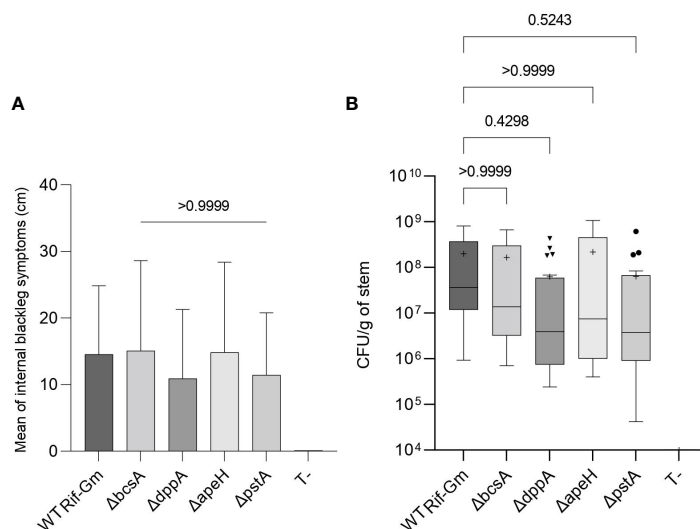 A
Mean of internal blackleg symptoms (cm)
40
30
20
10
0
>0.9999
WT Rif-Gm
ΔbcsA
ΔdppA
ΔapeH
ΔpstA
T-
B
0.5243
>0.9999
0.4298
>0.9999
CFU/g of stem
10^10
10^9
10^8
10^7
10^6
10^5
10^4
WT Rif-Gm
ΔbcsA
ΔdppA
ΔapeH
ΔpstA
T-